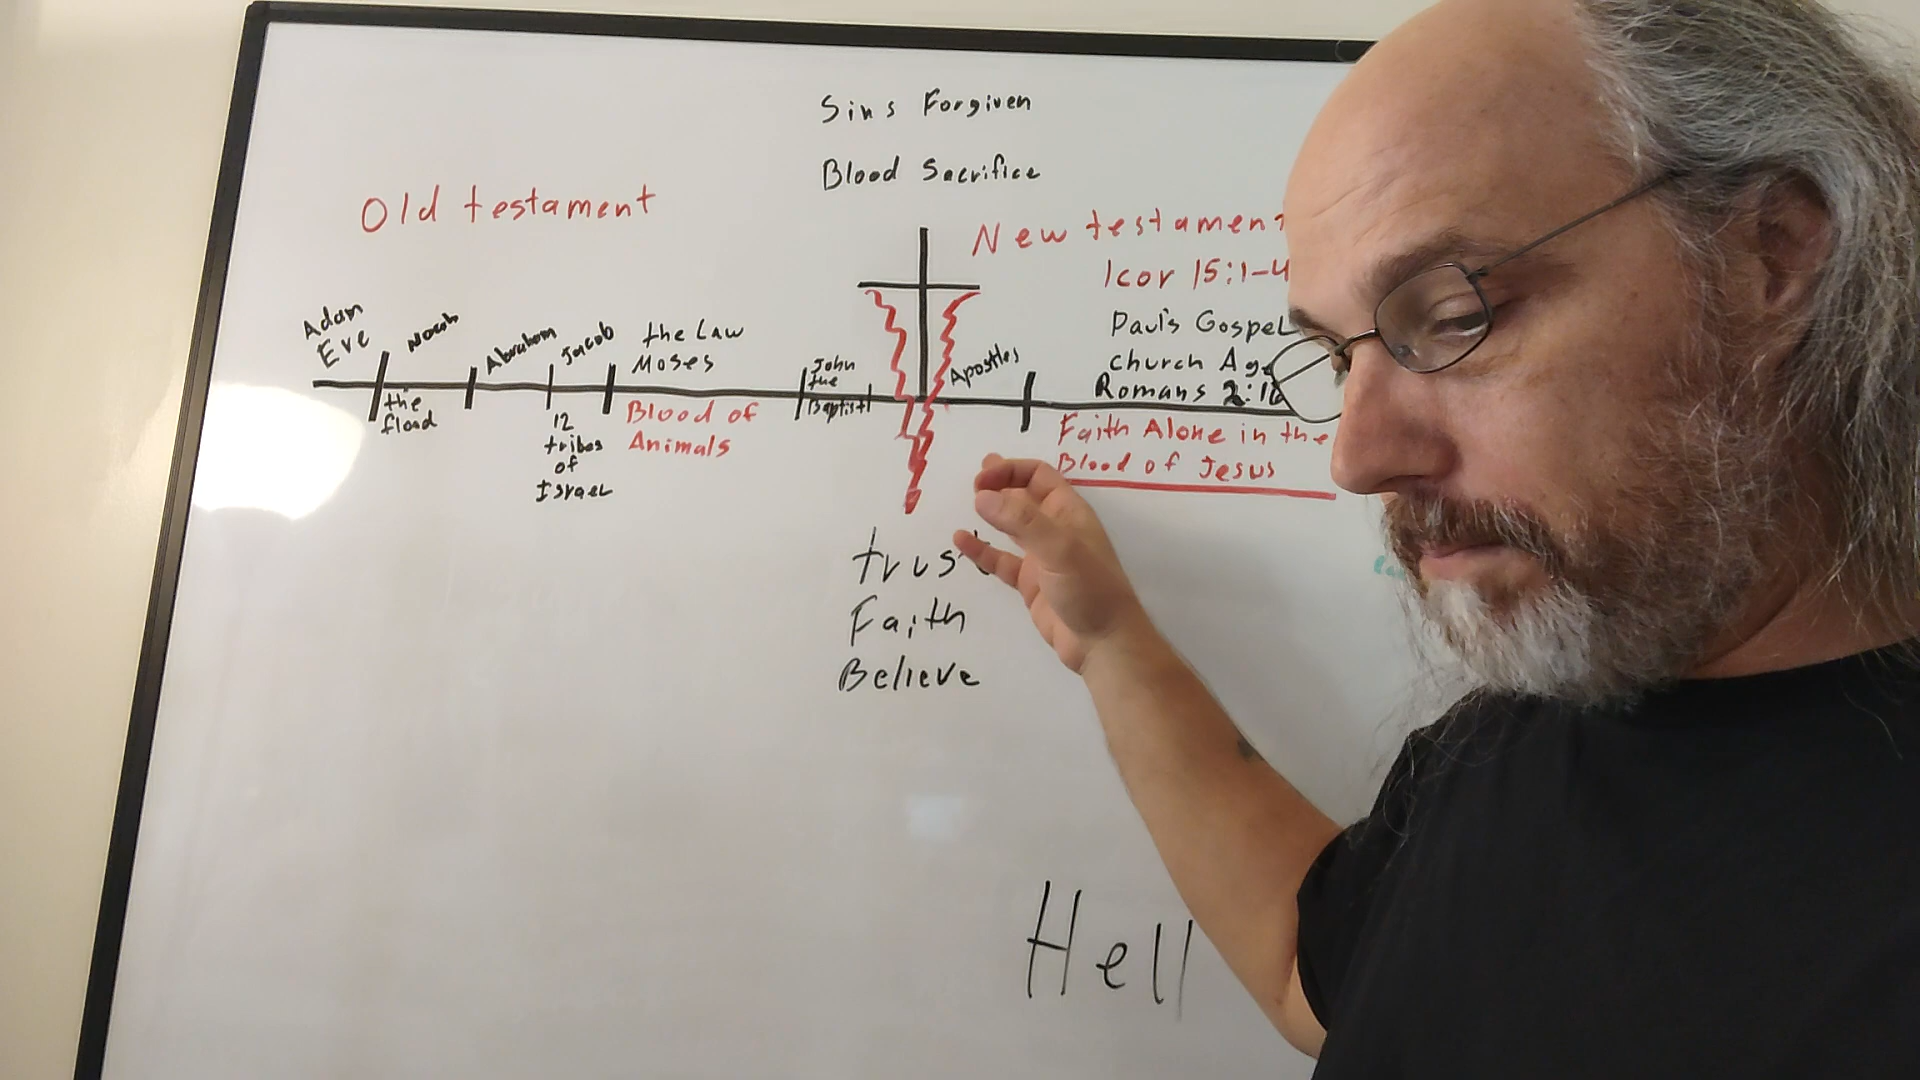 Sins Forgiven
Blood Sacrifice
Old testament
New testament
1cor 15:1-4
Paul's Gospel
church Age
Romans 2:16
Faith Alone in the
Blood of Jesus
Adam
Eve
Noah
the
flood
Abraham
Jacob
12
tribes
of
Israel
the Law
Moses
Blood of
Animals
John
the
Baptist
Apostles
trust
Faith
Believe
Hell